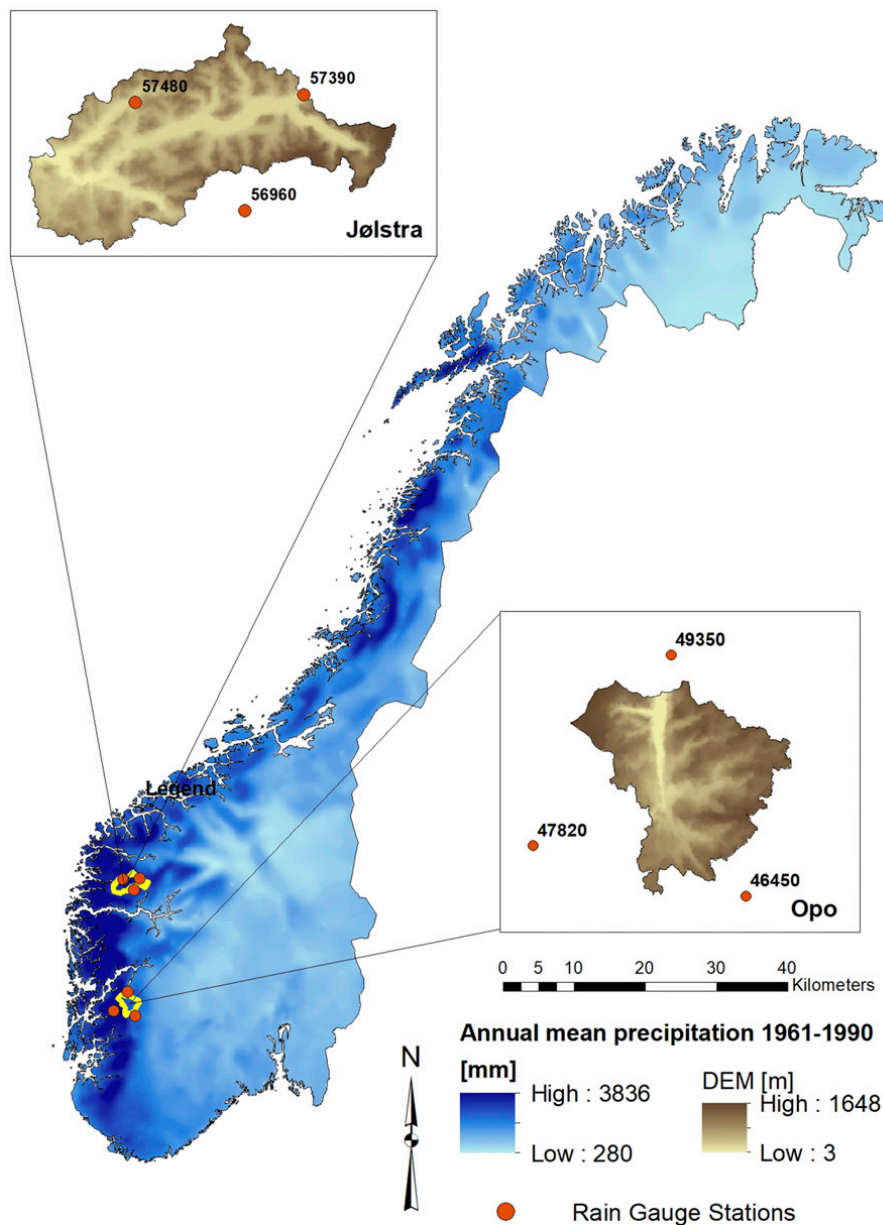 57480
57390
56960
Jølstra
Legend
49350
47820
46450
Opo
0 5 10 20 30 40
Kilometers
Annual mean precipitation 1961-1990
[mm]
High : 3836
Low : 280
DEM [m]
High : 1648
Low : 3
N
Rain Gauge Stations